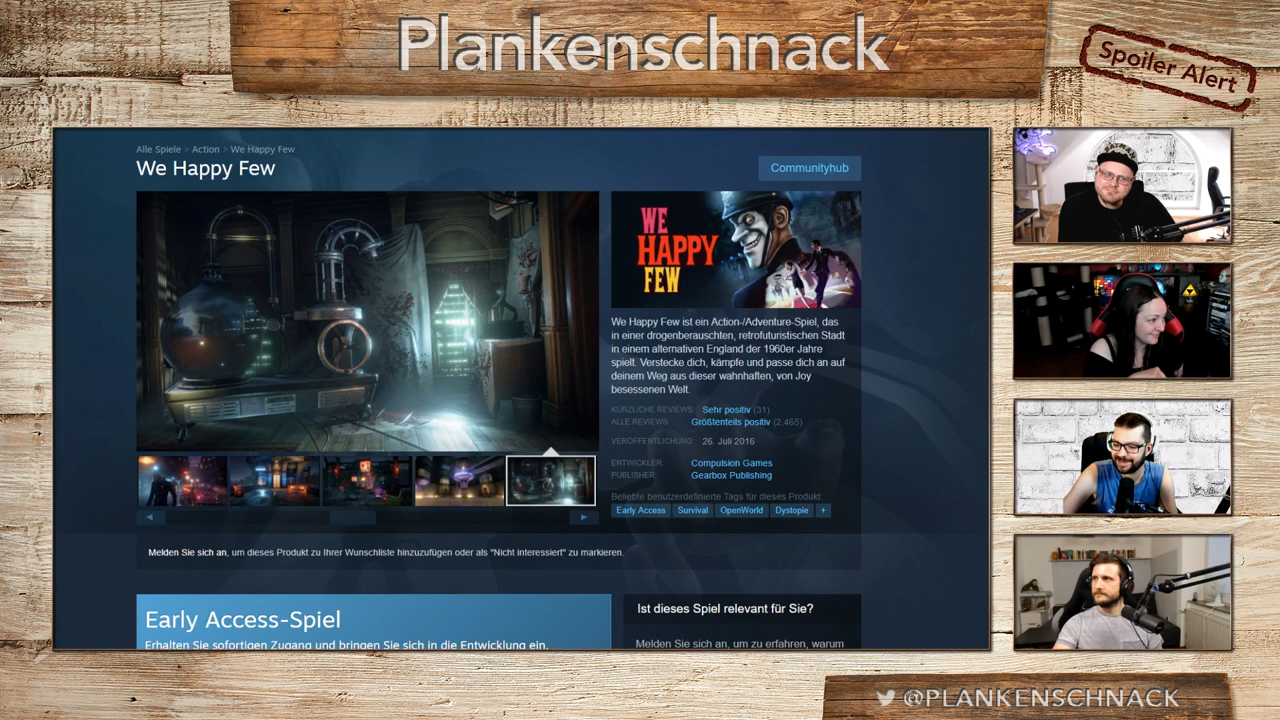 Plankenschnack
Spoiler Alert
Alle Spiele > Action > We Happy Few
We Happy Few
Communityhub
WE
HAPPY
FEW
We Happy Few ist ein Action-/Adventure-Spiel, das
in einer drogenberauschten, retrofuturistischen Stadt
in einem alternativen England der 1960er Jahre
spielt. Verstecke dich, kämpfe und passe dich an auf
deinem Weg aus dieser wahnhaften, von Joy
besessenen Welt.
KÜRZLICHE REVIEWS: Sehr positiv (31)
ALLE REVIEWS: Größtenteils positiv (2,465)
VERÖFFENTLICHUNG: 26. Juli 2016
ENTWICKLER: Compulsion Games
PUBLISHER: Gearbox Publishing
Beliebte benutzerdefinierte Tags für dieses Produkt:
Early Access Survival OpenWorld Dystopie +
Melden Sie sich an, um dieses Produkt zu Ihrer Wunschliste hinzuzufügen oder als "Nicht interessiert" zu markieren.
Early Access-Spiel
Erhalten Sie sofortigen Zugang und bringen Sie sich in die Entwicklung ein.
Ist dieses Spiel relevant für Sie?
Melden Sie sich an, um zu erfahren, warum
@PLANKENSCHNACK